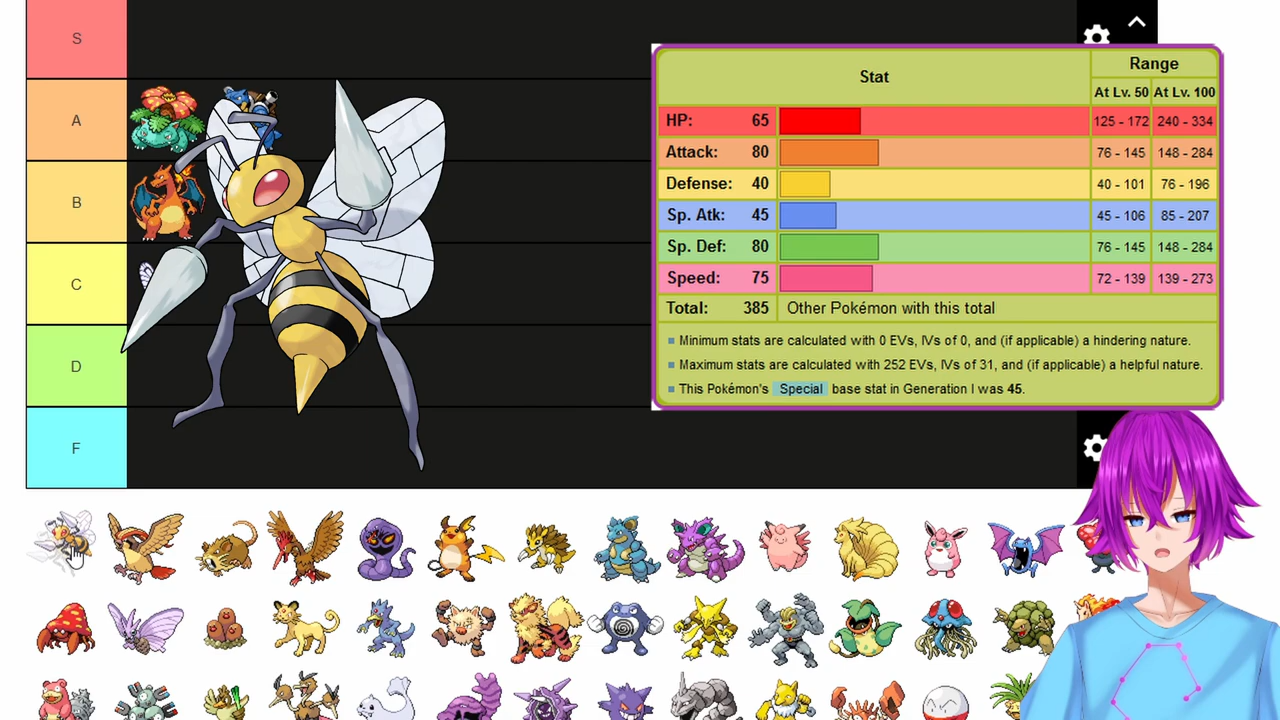 S
A
B
C
D
F
Stat
Range
At Lv. 50 At Lv. 100
HP: 65 125 - 172 240 - 334
Attack: 80 76 - 145 148 - 284
Defense: 40 40 - 101 76 - 196
Sp. Atk: 45 45 - 106 85 - 207
Sp. Def: 80 76 - 145 148 - 284
Speed: 75 72 - 139 139 - 273
Total: 385 Other Pokémon with this total
Minimum stats are calculated with 0 EVs, IVs of 0, and (if applicable) a hindering nature.
Maximum stats are calculated with 252 EVs, IVs of 31, and (if applicable) a helpful nature.
This Pokémon's Special base stat in Generation I was 45.